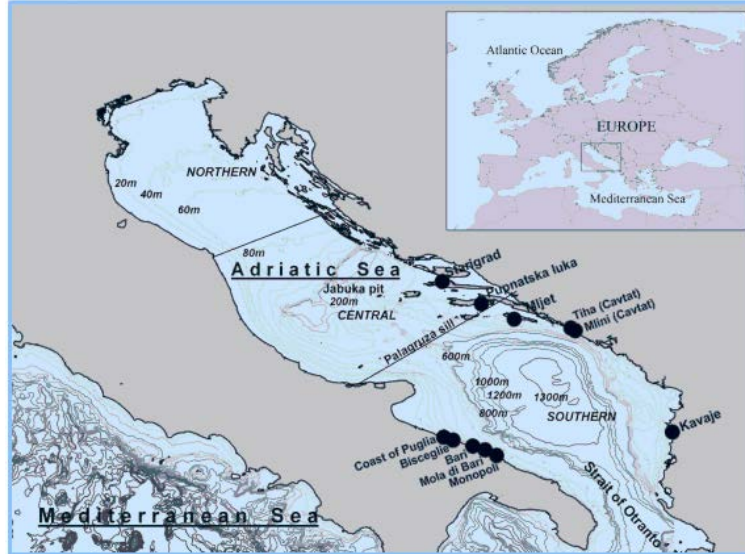 Atlantic Ocean
EUROPE
Mediterranean Sea
NORTHERN
20m
40m
60m
80m
Adriatic Sea
Starigrad
Jabuka pit
200m
CENTRAL
Pupnatska luka
Mljet
Tiha (Cavtat)
Mlini (Cavtat)
Palagruza sill
600m
1000m
1200m
1300m
800m
SOUTHERN
Kavaje
Coast of Puglia
Bisceglie
Bari
Mola di Bari
Monopoli
Strait of Otranto
Mediterranean Sea